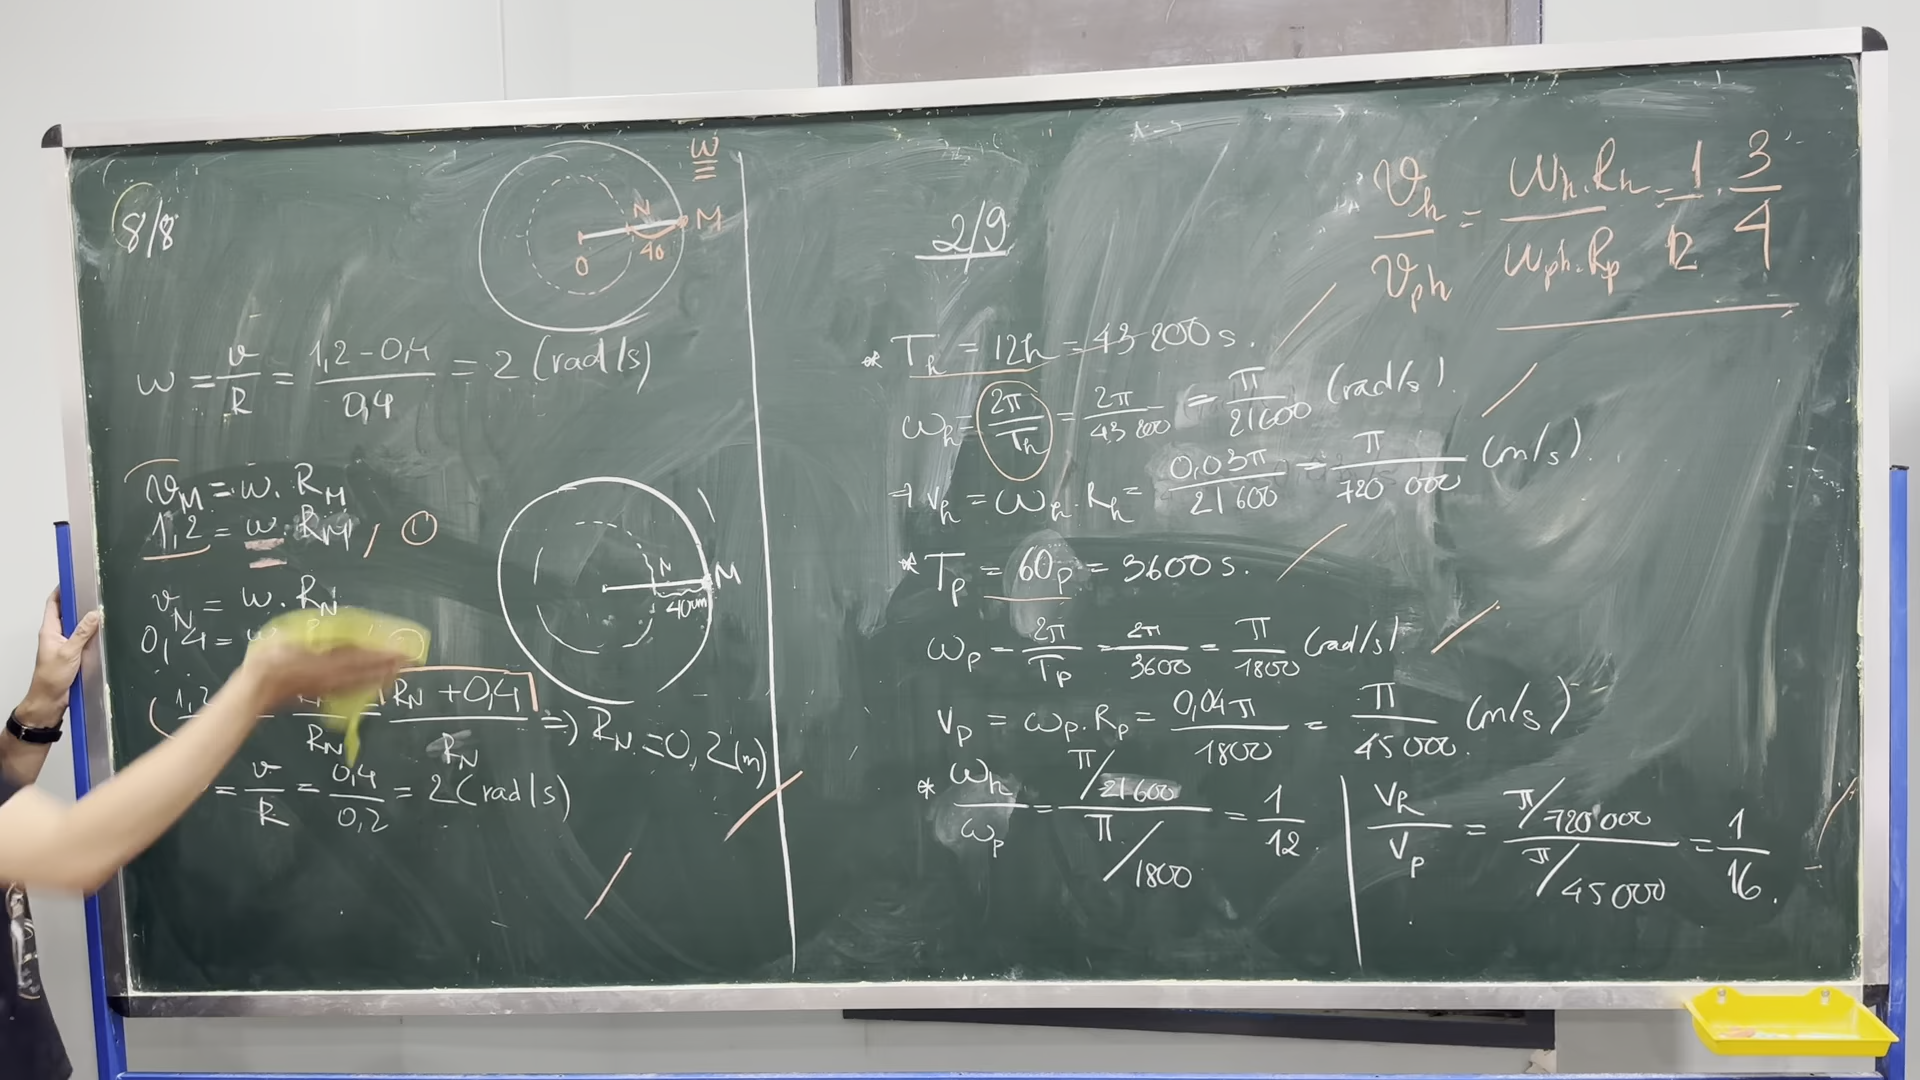 8/8
ω
N
M
O
40
ω = v/R = (1,2 - 0,4)/0,4 = 2 (rad/s)
v_M = ω. R_M
1,2 = ω. R_M, ①
v_N = ω. R_N
0,4 =
N
M
40cm
1,2
R_N
(R_N + 0,4)/R_N => R_N = 0,2 (m)
= v/R = 0,4/0,2 = 2 (rad/s)
2/9
v_h/v_ph = (ω_h. R_h)/(ω_ph. R_p) = 1/12 . 3/4
* T_h = 12h = 43 200 s.
ω_h = 2π/T_h = 2π/43 200 = π/21600 (rad/s).
=> v_h = ω_h. R_h = 0,03π/21 600 = π/720 000 (m/s).
* T_p = 60p = 3600 s.
ω_p = 2π/T_p = 2π/3600 = π/1800 (rad/s).
v_p = ω_p. R_p = 0,04π/1800 = π/45 000. (m/s)
* ω_h/ω_p = (π/21 600)/(π/1800) = 1/12.
v_h/v_p = (π/720 000)/(π/45 000) = 1/16.